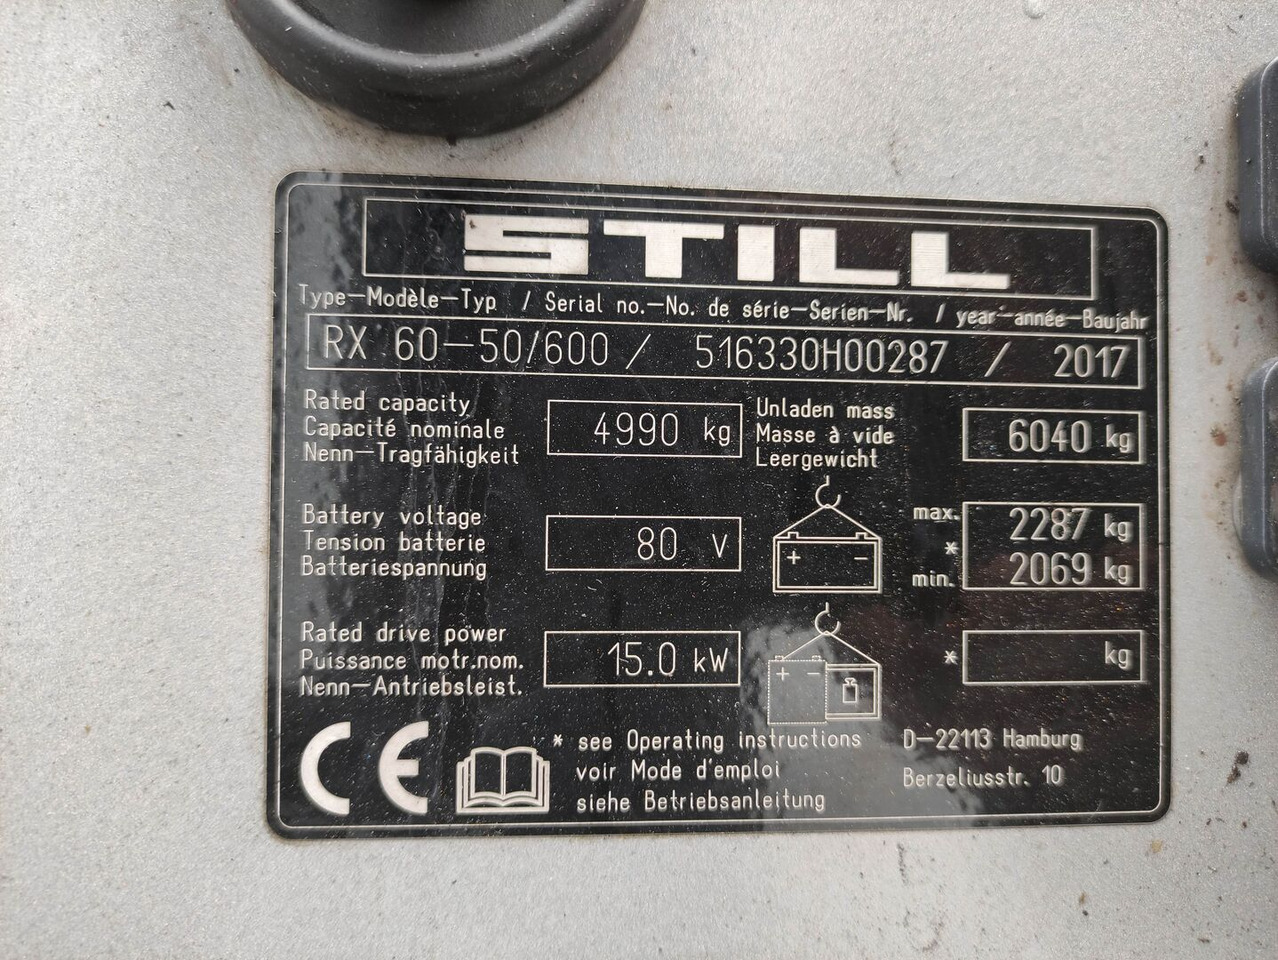 STILL
Type–Modèle–Typ / Serial no.–No. de série–Serien–Nr. / year–année–Baujahr
RX 60–50/600 / 516330H00287 / 2017
Rated capacity
Capacité nominale
Nenn–Tragfähigkeit
4990 kg
Unladen mass
Masse à vide
Leergewicht
6040 kg
Battery voltage
Tension batterie
Batteriespannung
80 V
+ –
max. 2287 kg
*
min. 2069 kg
Rated drive power
Puissance motr.nom.
Nenn–Antriebsleist.
15.0 kW
+ –
* kg
CE
* see Operating instructions
voir Mode d'emploi
siehe Betriebsanleitung
D–22113 Hamburg
Berzeliusstr. 10